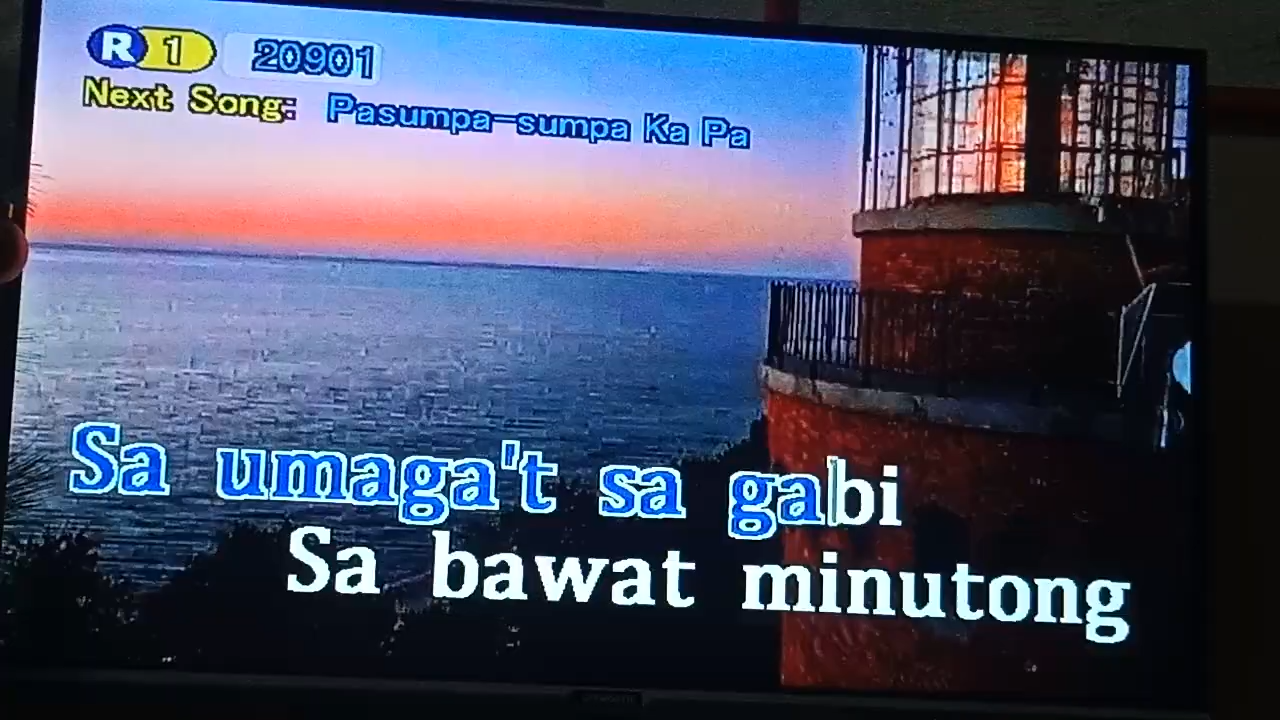 R 1 20901
Next Song: Pasumpa-sumpa Ka Pa
Sa umaga't sa gabi
Sa bawat minutong